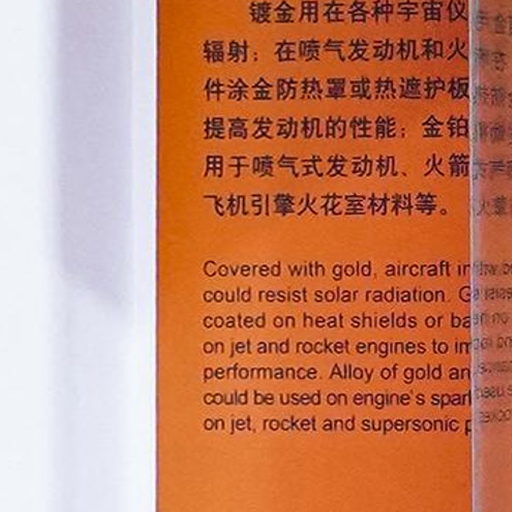 镀金用在各种宇宙仪
辐射；在喷气发动机和火
件涂金防热罩或热遮护板
提高发动机的性能；金铂
用于喷气式发动机、火箭
飞机引擎火花室材料等。
Covered with gold, aircraft in
could resist solar radiation. G
coated on heat shields or ba
on jet and rocket engines to im
performance. Alloy of gold an
could be used on engine's spar
on jet, rocket and supersonic p